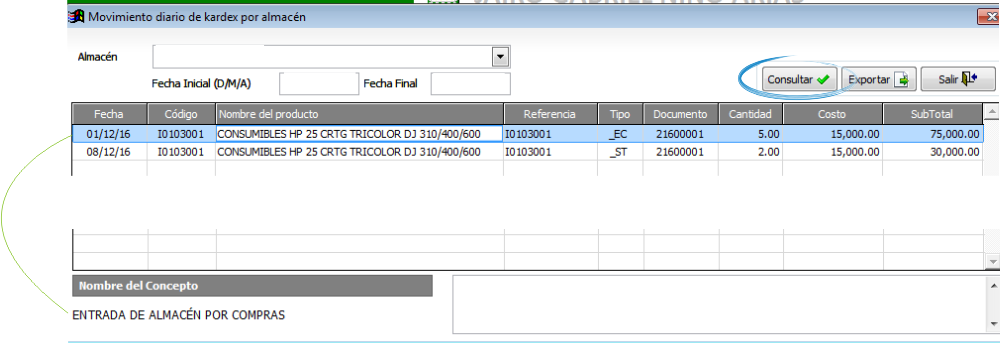 JAIRO GABRIEL NIÑO ARIAS
Movimiento diario de kardex por almacén
Almacén
Fecha Inicial (D/M/A) Fecha Final
Consultar Exportar Salir
Fecha Código Nombre del producto Referencia Tipo Documento Cantidad Costo SubTotal
01/12/16 I0103001 CONSUMIBLES HP 25 CRTG TRICOLOR DJ 310/400/600 I0103001 _EC 21600001 5.00 15,000.00 75,000.00
08/12/16 I0103001 CONSUMIBLES HP 25 CRTG TRICOLOR DJ 310/400/600 I0103001 _ST 21600001 2.00 15,000.00 30,000.00
Nombre del Concepto
ENTRADA DE ALMACÉN POR COMPRAS